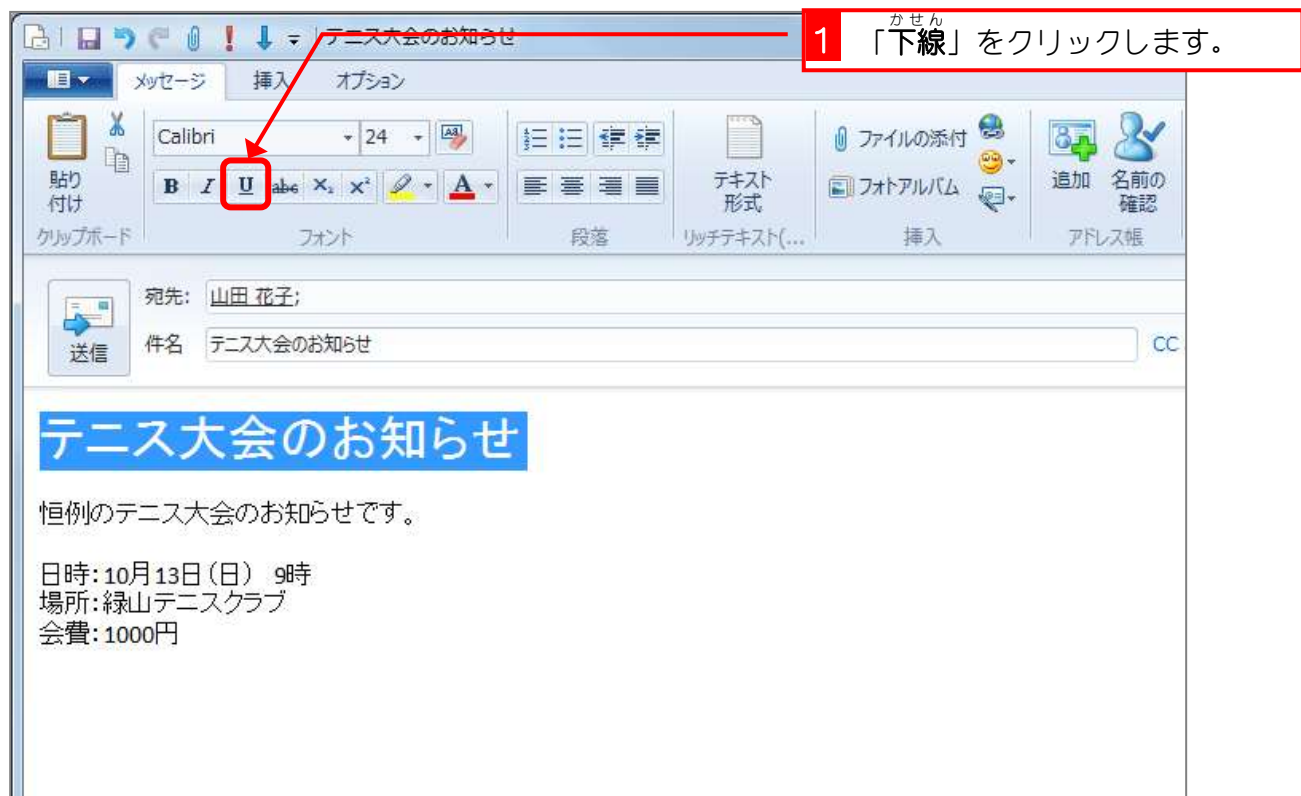 テニス大会のお知らせ
1 「下線」をクリックします。
かせん
メッセージ 挿入 オプション
Calibri 24
ファイルの添付
貼り付け
B I U abc X₂ X² A
テキスト形式
フォトアルバム
追加 名前の確認
クリップボード フォント 段落 リッチテキスト(... 挿入 アドレス帳
宛先: 山田 花子;
送信
件名 テニス大会のお知らせ CC
テニス大会のお知らせ
恒例のテニス大会のお知らせです。
日時:10月13日(日) 9時
場所:緑山テニスクラブ
会費:1000円